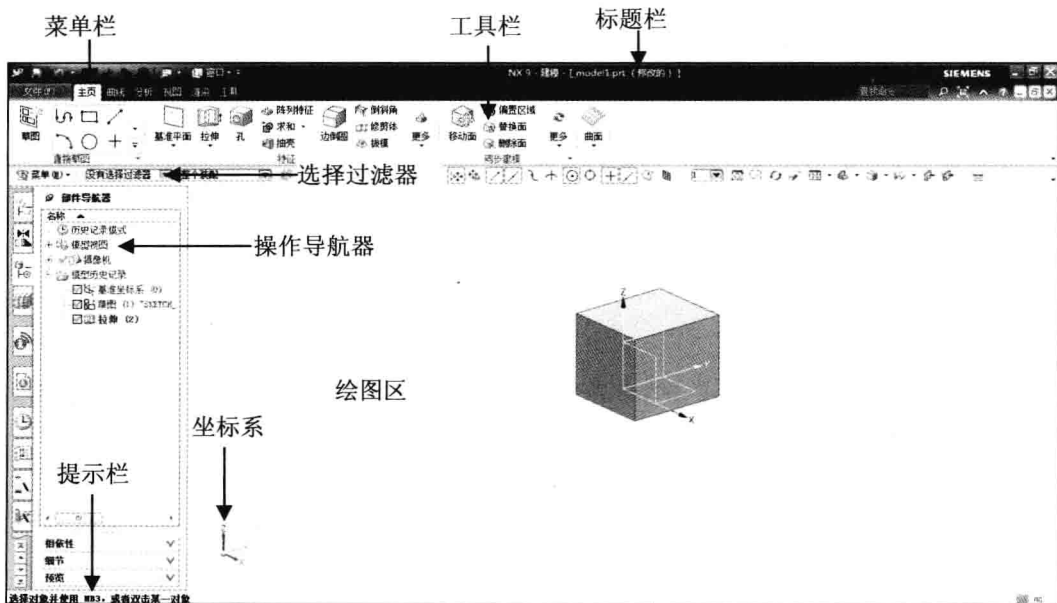 菜单栏
工具栏
标题栏
窗口
NX 9 - 建模 - [_model1.prt (修改的) ]
SIEMENS
文件(F) 主页 曲线 分析 视图 渲染 工具
草图
直接草图
基准平面 拉伸 孔
阵列特征
求和
抽壳
边倒圆
倒斜角
修剪体
拔模
更多
特征
移动面
偏置区域
替换面
删除面
更多
同步建模
曲面
菜单(M)
没有选择过滤器
整个装配
选择过滤器
部件导航器
名称
历史记录模式
模型视图
摄像机
模型历史记录
基准坐标系 (0)
草图 (1) "SKETCH_
拉伸 (2)
操作导航器
Z
Y
X
绘图区
坐标系
提示栏
相依性
细节
预览
选择对象并使用 MB3，或者双击某一对象